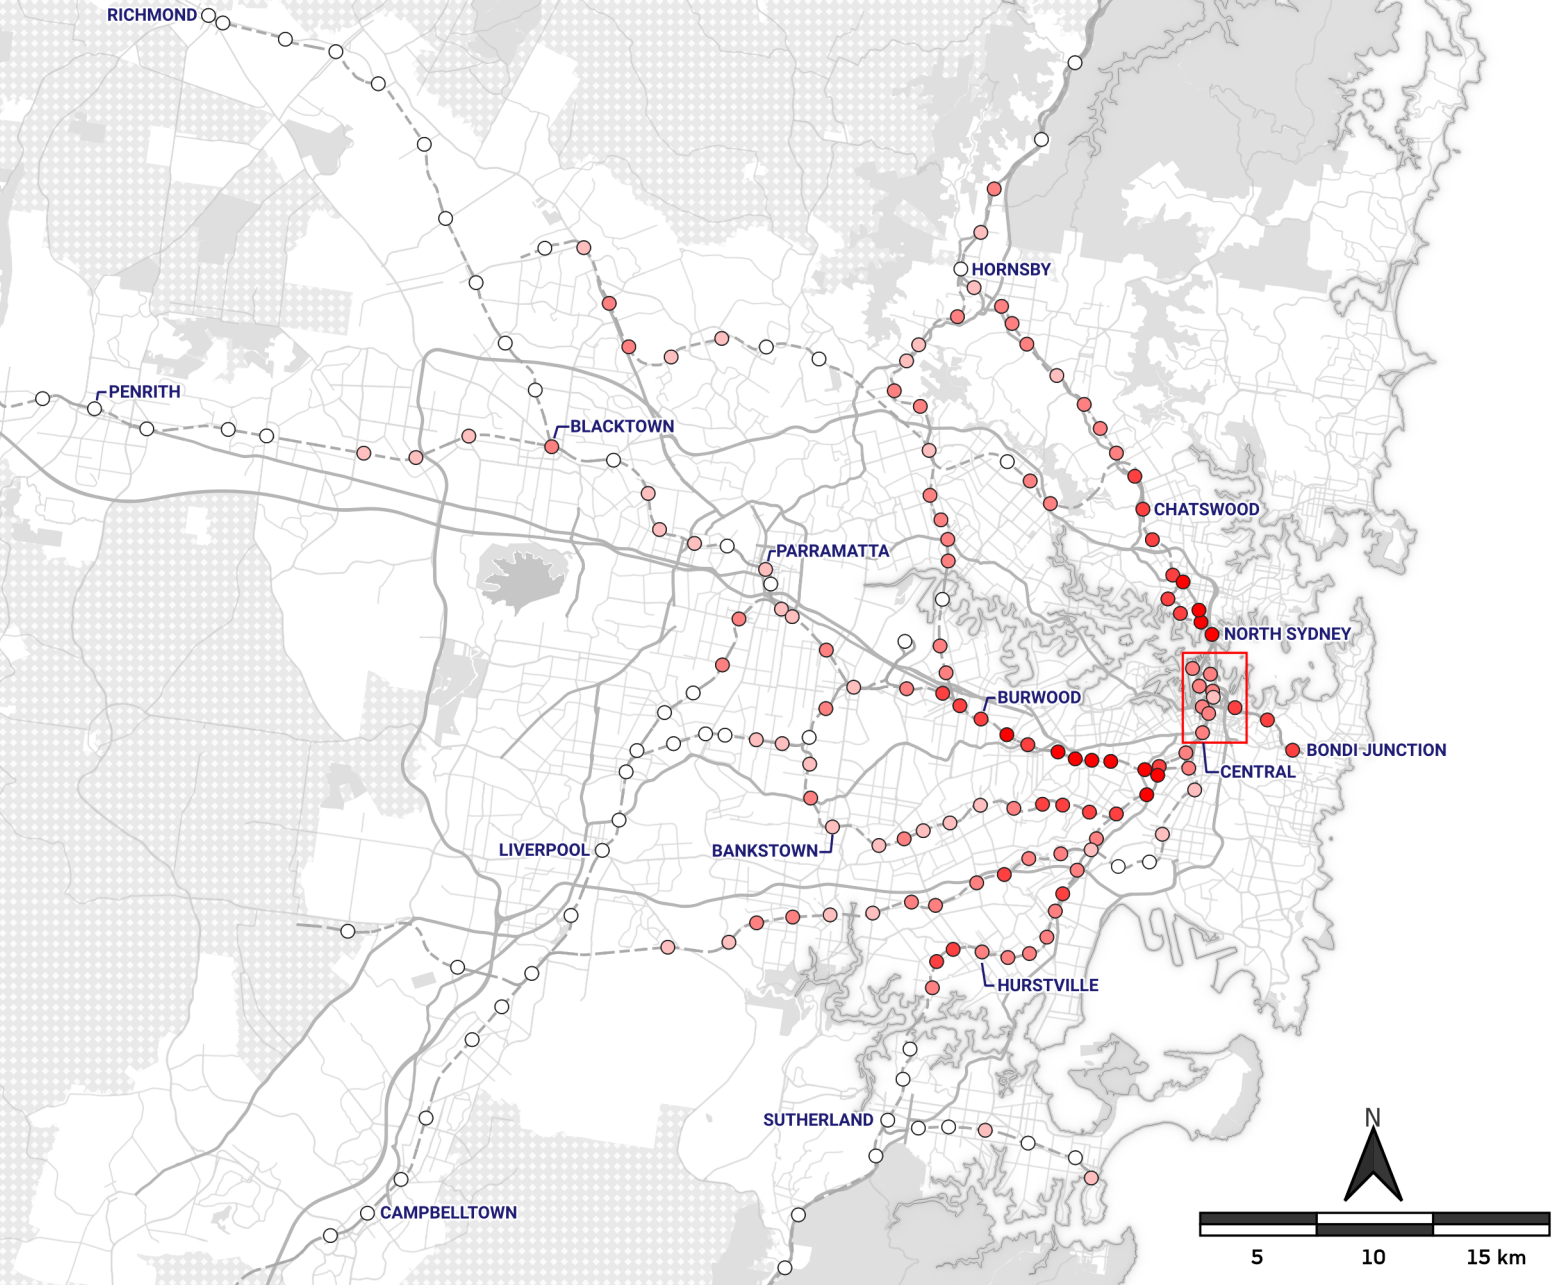 RICHMOND
HORNSBY
PENRITH
BLACKTOWN
CHATSWOOD
PARRAMATTA
NORTH SYDNEY
BURWOOD
BONDI JUNCTION
CENTRAL
LIVERPOOL
BANKSTOWN
HURSTVILLE
SUTHERLAND
N
CAMPBELLTOWN
5 10 15 km